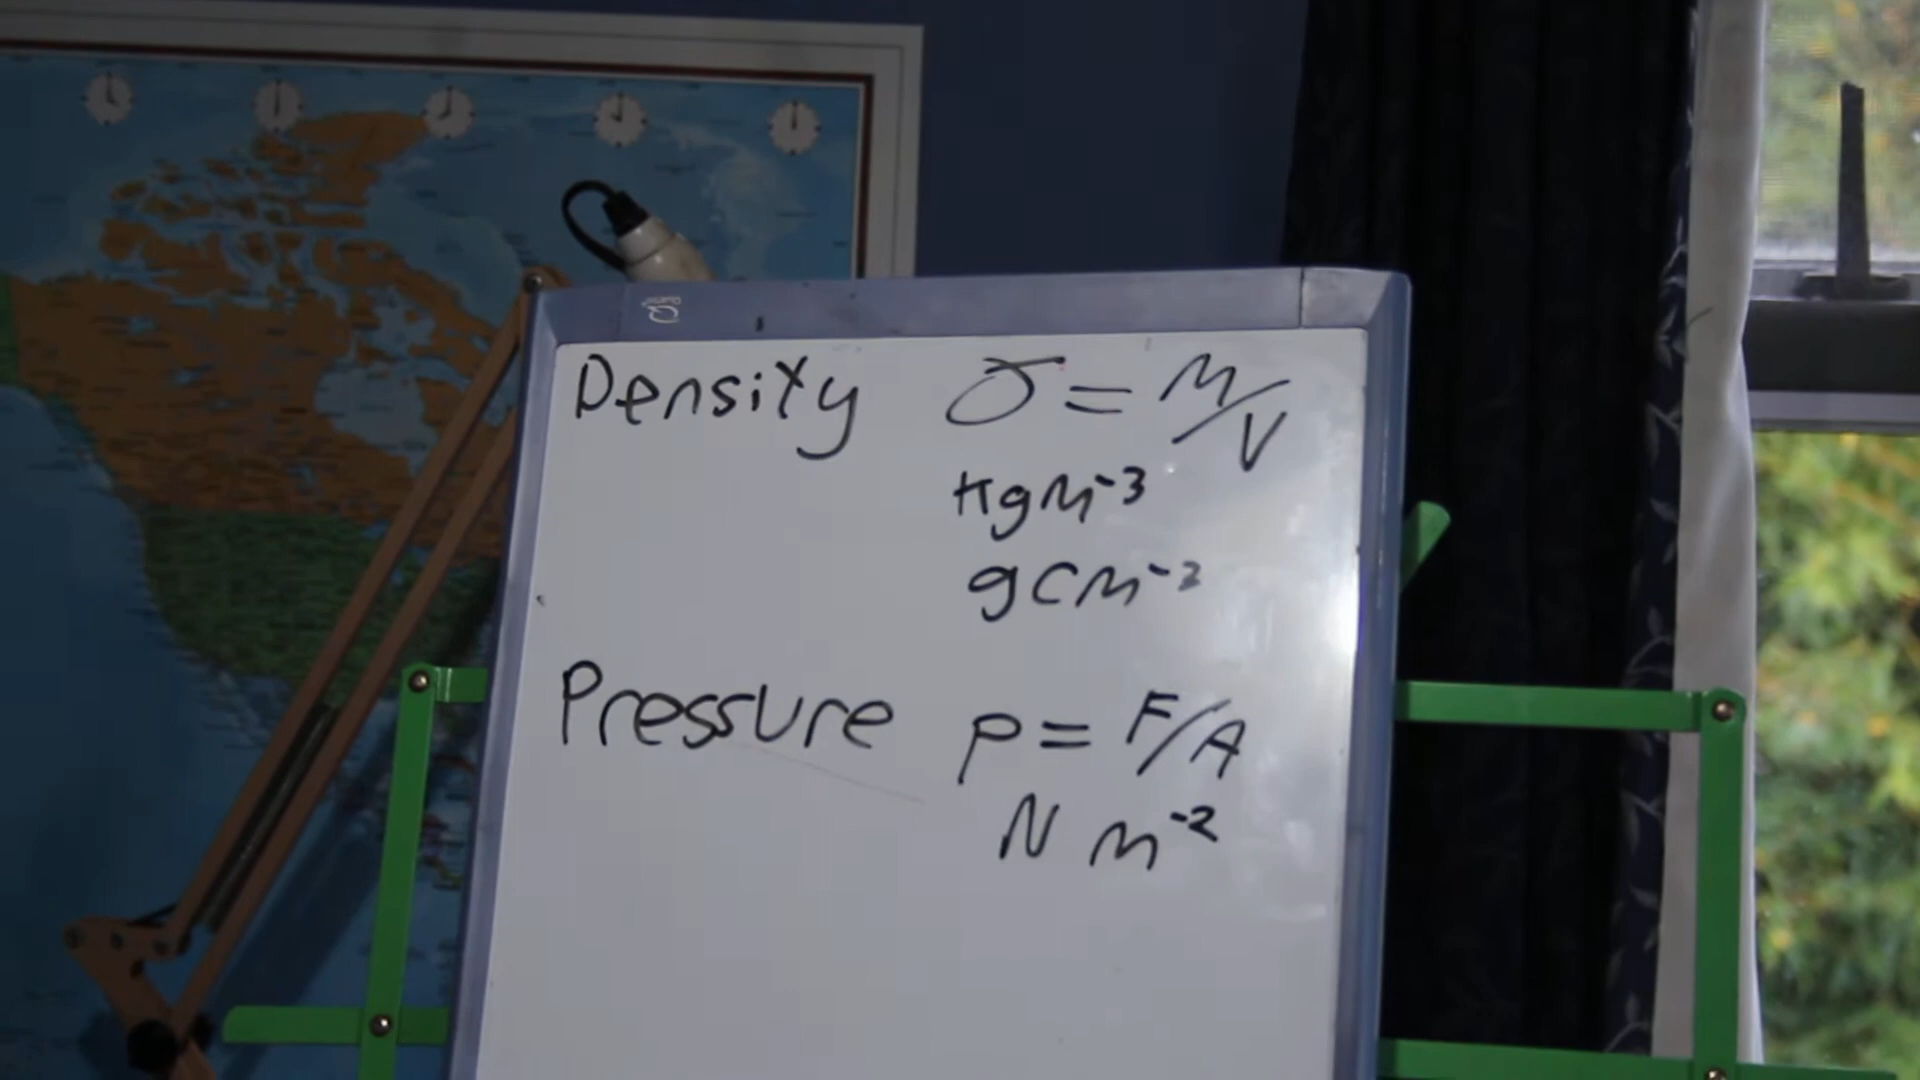 Density σ = M/V
Kgm⁻³
gcm⁻³
Pressure P = F/A
N m⁻²